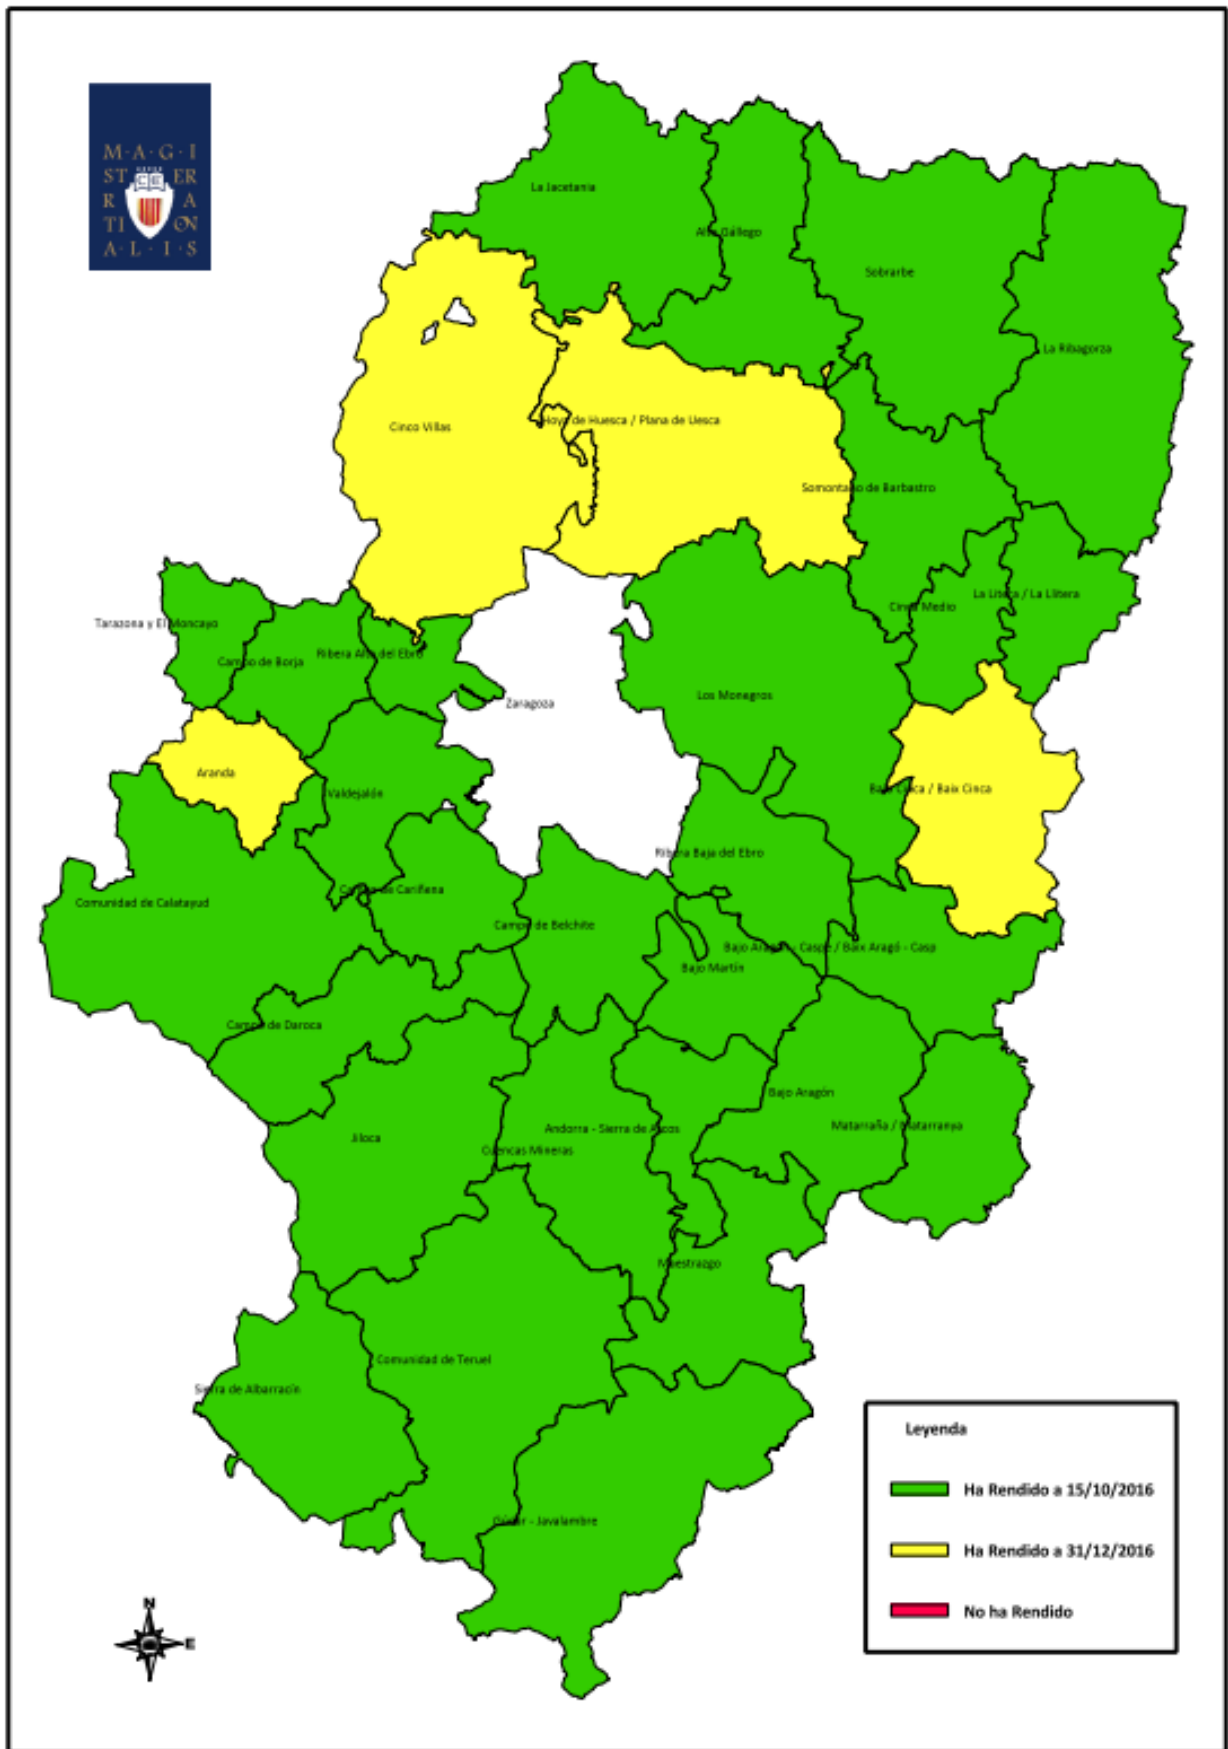 M·A·G·I
ST ER
R A
TI ON
A·L·I·S
La Jacetania
Alto Gállego
Sobrarbe
La Ribagorza
Cinco Villas
Hoya de Huesca / Plana de Uesca
Somontano de Barbastro
Cinca Medio
La Litera / La Llitera
Tarazona y El Moncayo
Campo de Borja
Ribera Alta del Ebro
Los Monegros
Zaragoza
Aranda
Valdejalón
Bajo Cinca / Baix Cinca
Ribera Baja del Ebro
Campo de Cariñena
Comunidad de Calatayud
Campo de Belchite
Bajo Aragón - Caspe / Baix Aragó - Casp
Bajo Martín
Campo de Daroca
Bajo Aragón
Matarraña / Matarranya
Andorra - Sierra de Arcos
Jiloca
Cuencas Mineras
Maestrazgo
Comunidad de Teruel
Sierra de Albarracín
Gúdar - Javalambre
Leyenda
Ha Rendido a 15/10/2016
Ha Rendido a 31/12/2016
No ha Rendido
N
E